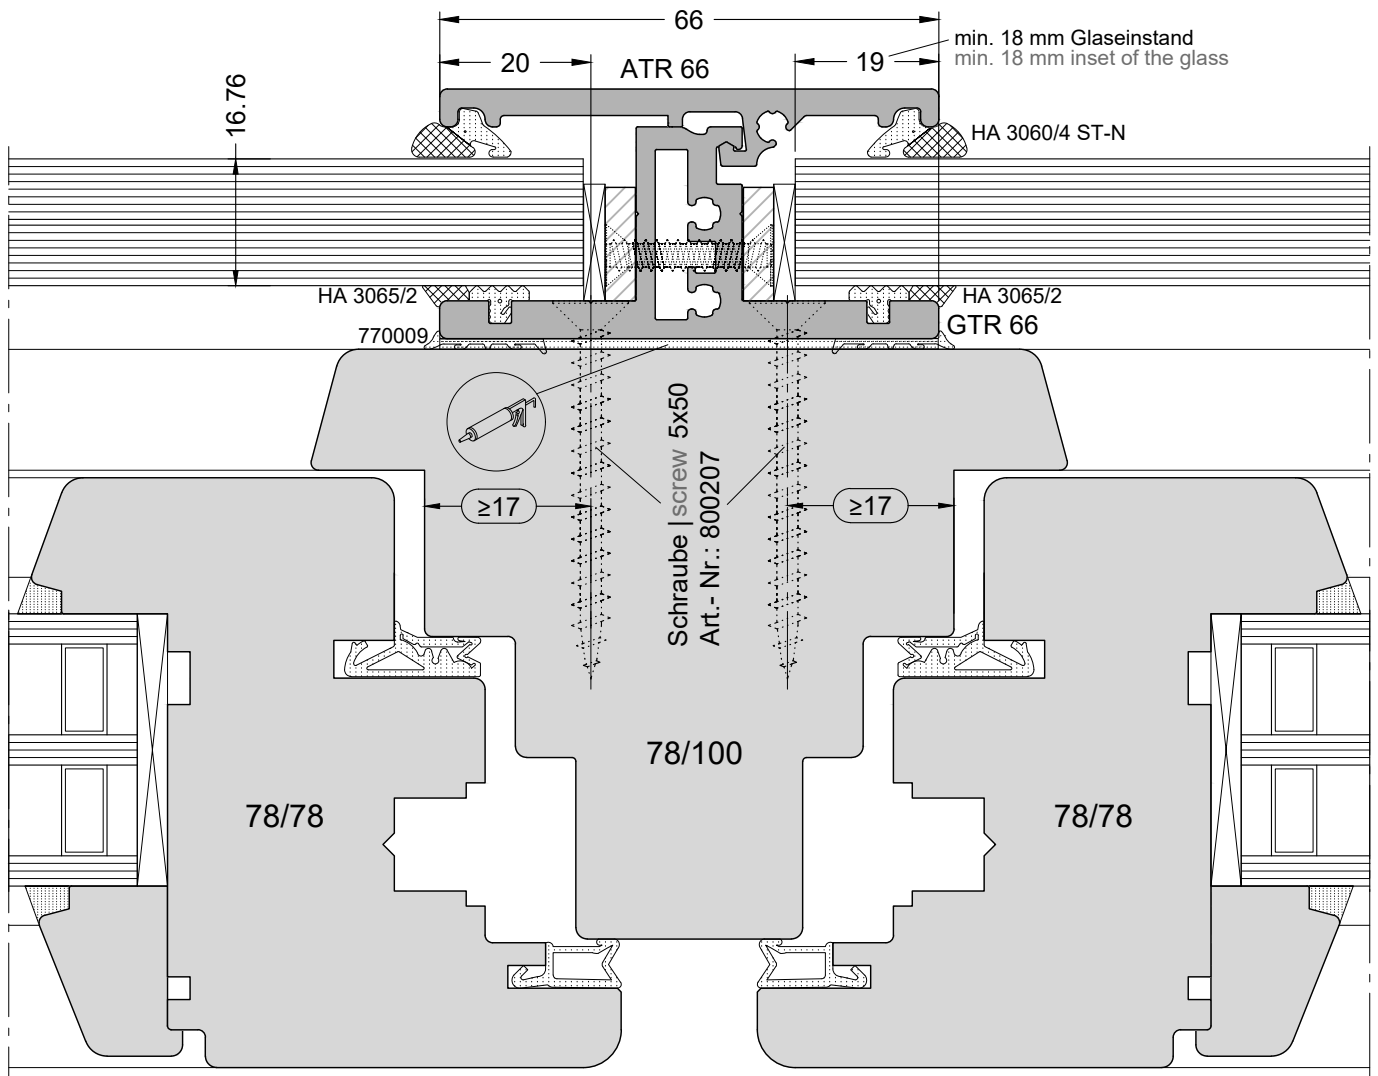 66
min. 18 mm Glaseinstand
min. 18 mm inset of the glass
20
ATR 66
19
16.76
HA 3060/4 ST-N
HA 3065/2
HA 3065/2
GTR 66
770009
Schraube | screw 5x50
Art.- Nr.: 800207
≥17
≥17
78/100
78/78
78/78